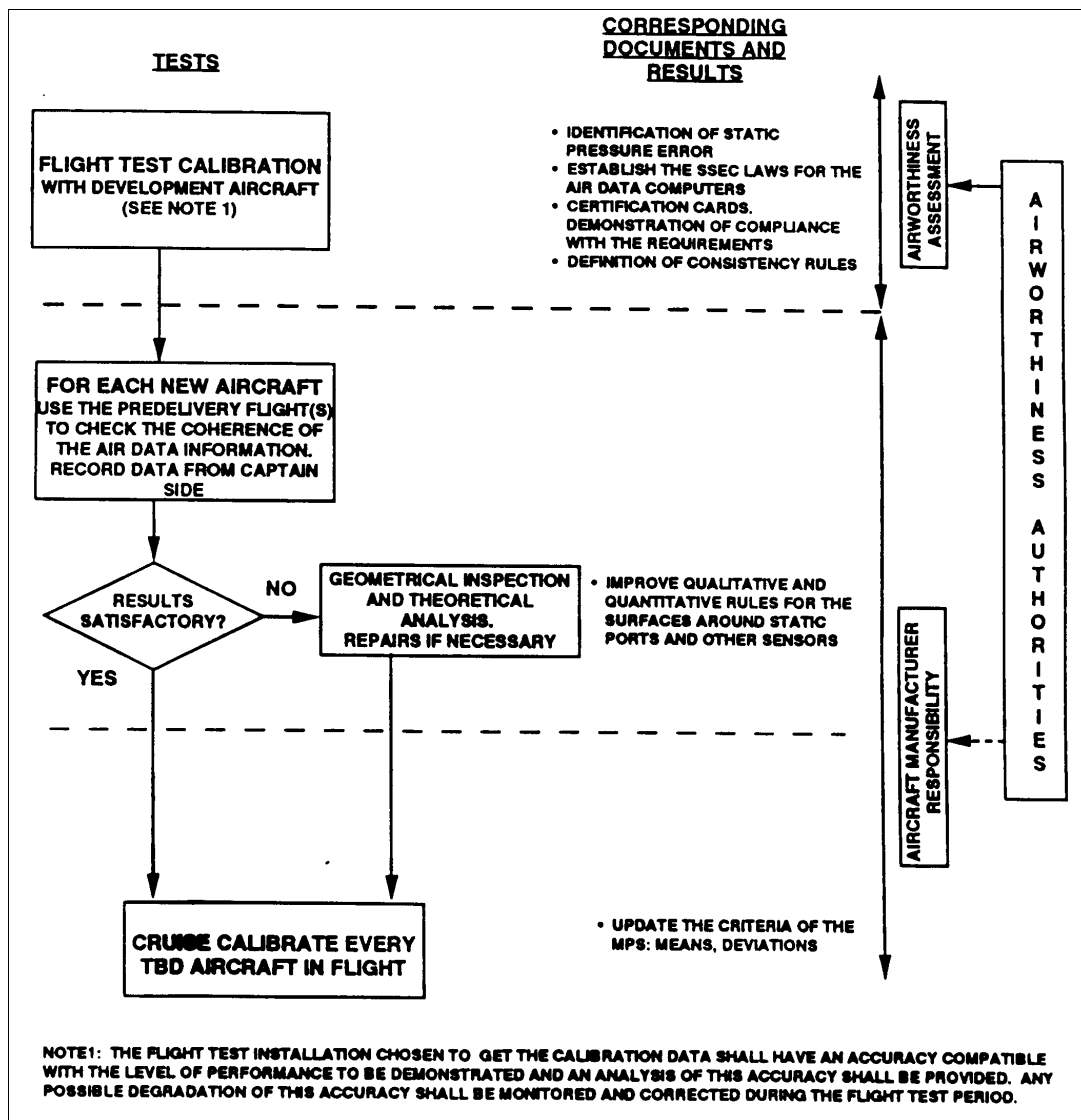 TESTS
CORRESPONDING
DOCUMENTS AND
RESULTS
FLIGHT TEST CALIBRATION
WITH DEVELOPMENT AIRCRAFT
(SEE NOTE 1)
• IDENTIFICATION OF STATIC
PRESSURE ERROR
• ESTABLISH THE SSEC LAWS FOR THE
AIR DATA COMPUTERS
• CERTIFICATION CARDS.
DEMONSTRATION OF COMPLIANCE
WITH THE REQUIREMENTS
• DEFINITION OF CONSISTENCY RULES
AIRWORTHINESS
ASSESSMENT
AIRWORTHINESS AUTHORITIES
FOR EACH NEW AIRCRAFT
USE THE PREDELIVERY FLIGHT(S)
TO CHECK THE COHERENCE OF
THE AIR DATA INFORMATION.
RECORD DATA FROM CAPTAIN
SIDE
RESULTS
SATISFACTORY?
NO
YES
GEOMETRICAL INSPECTION
AND THEORETICAL
ANALYSIS.
REPAIRS IF NECESSARY
• IMPROVE QUALITATIVE AND
QUANTITATIVE RULES FOR THE
SURFACES AROUND STATIC
PORTS AND OTHER SENSORS
AIRCRAFT MANUFACTURER
RESPONSIBILITY
CRUISE CALIBRATE EVERY
TBD AIRCRAFT IN FLIGHT
• UPDATE THE CRITERIA OF THE
MPS: MEANS, DEVIATIONS
NOTE1: THE FLIGHT TEST INSTALLATION CHOSEN TO GET THE CALIBRATION DATA SHALL HAVE AN ACCURACY COMPATIBLE
WITH THE LEVEL OF PERFORMANCE TO BE DEMONSTRATED AND AN ANALYSIS OF THIS ACCURACY SHALL BE PROVIDED. ANY
POSSIBLE DEGRADATION OF THIS ACCURACY SHALL BE MONITORED AND CORRECTED DURING THE FLIGHT TEST PERIOD.